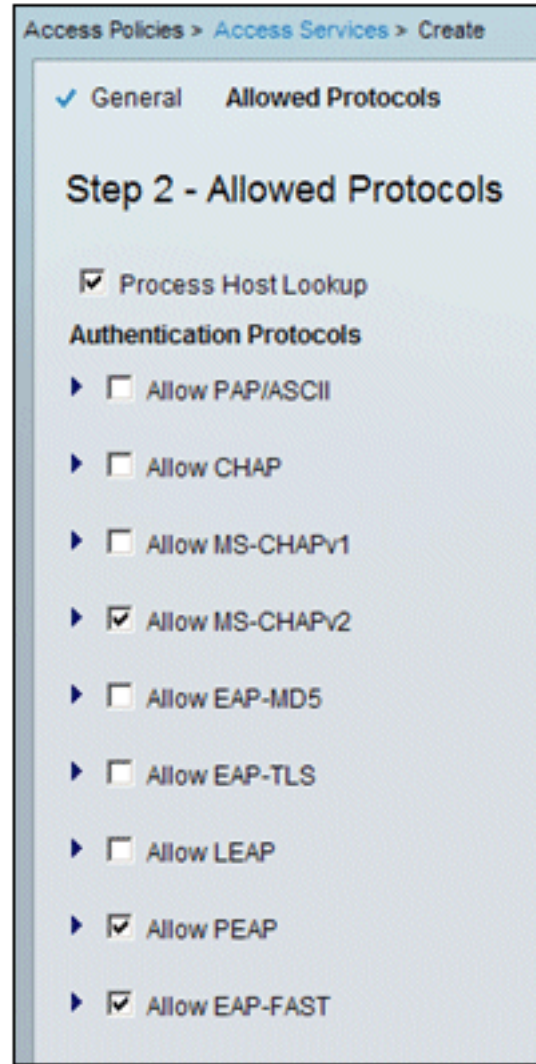 Access Policies > Access Services > Create
General Allowed Protocols
Step 2 - Allowed Protocols
Process Host Lookup
Authentication Protocols
Allow PAP/ASCII
Allow CHAP
Allow MS-CHAPv1
Allow MS-CHAPv2
Allow EAP-MD5
Allow EAP-TLS
Allow LEAP
Allow PEAP
Allow EAP-FAST